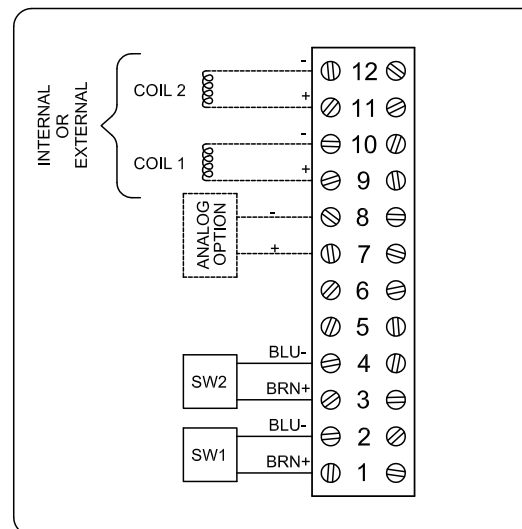 INTERNAL
OR
EXTERNAL
COIL 2
-
+
12
11
COIL 1
-
+
10
9
ANALOG
OPTION
-
+
8
7
6
5
SW2
BLU-
BRN+
4
3
SW1
BLU-
BRN+
2
1